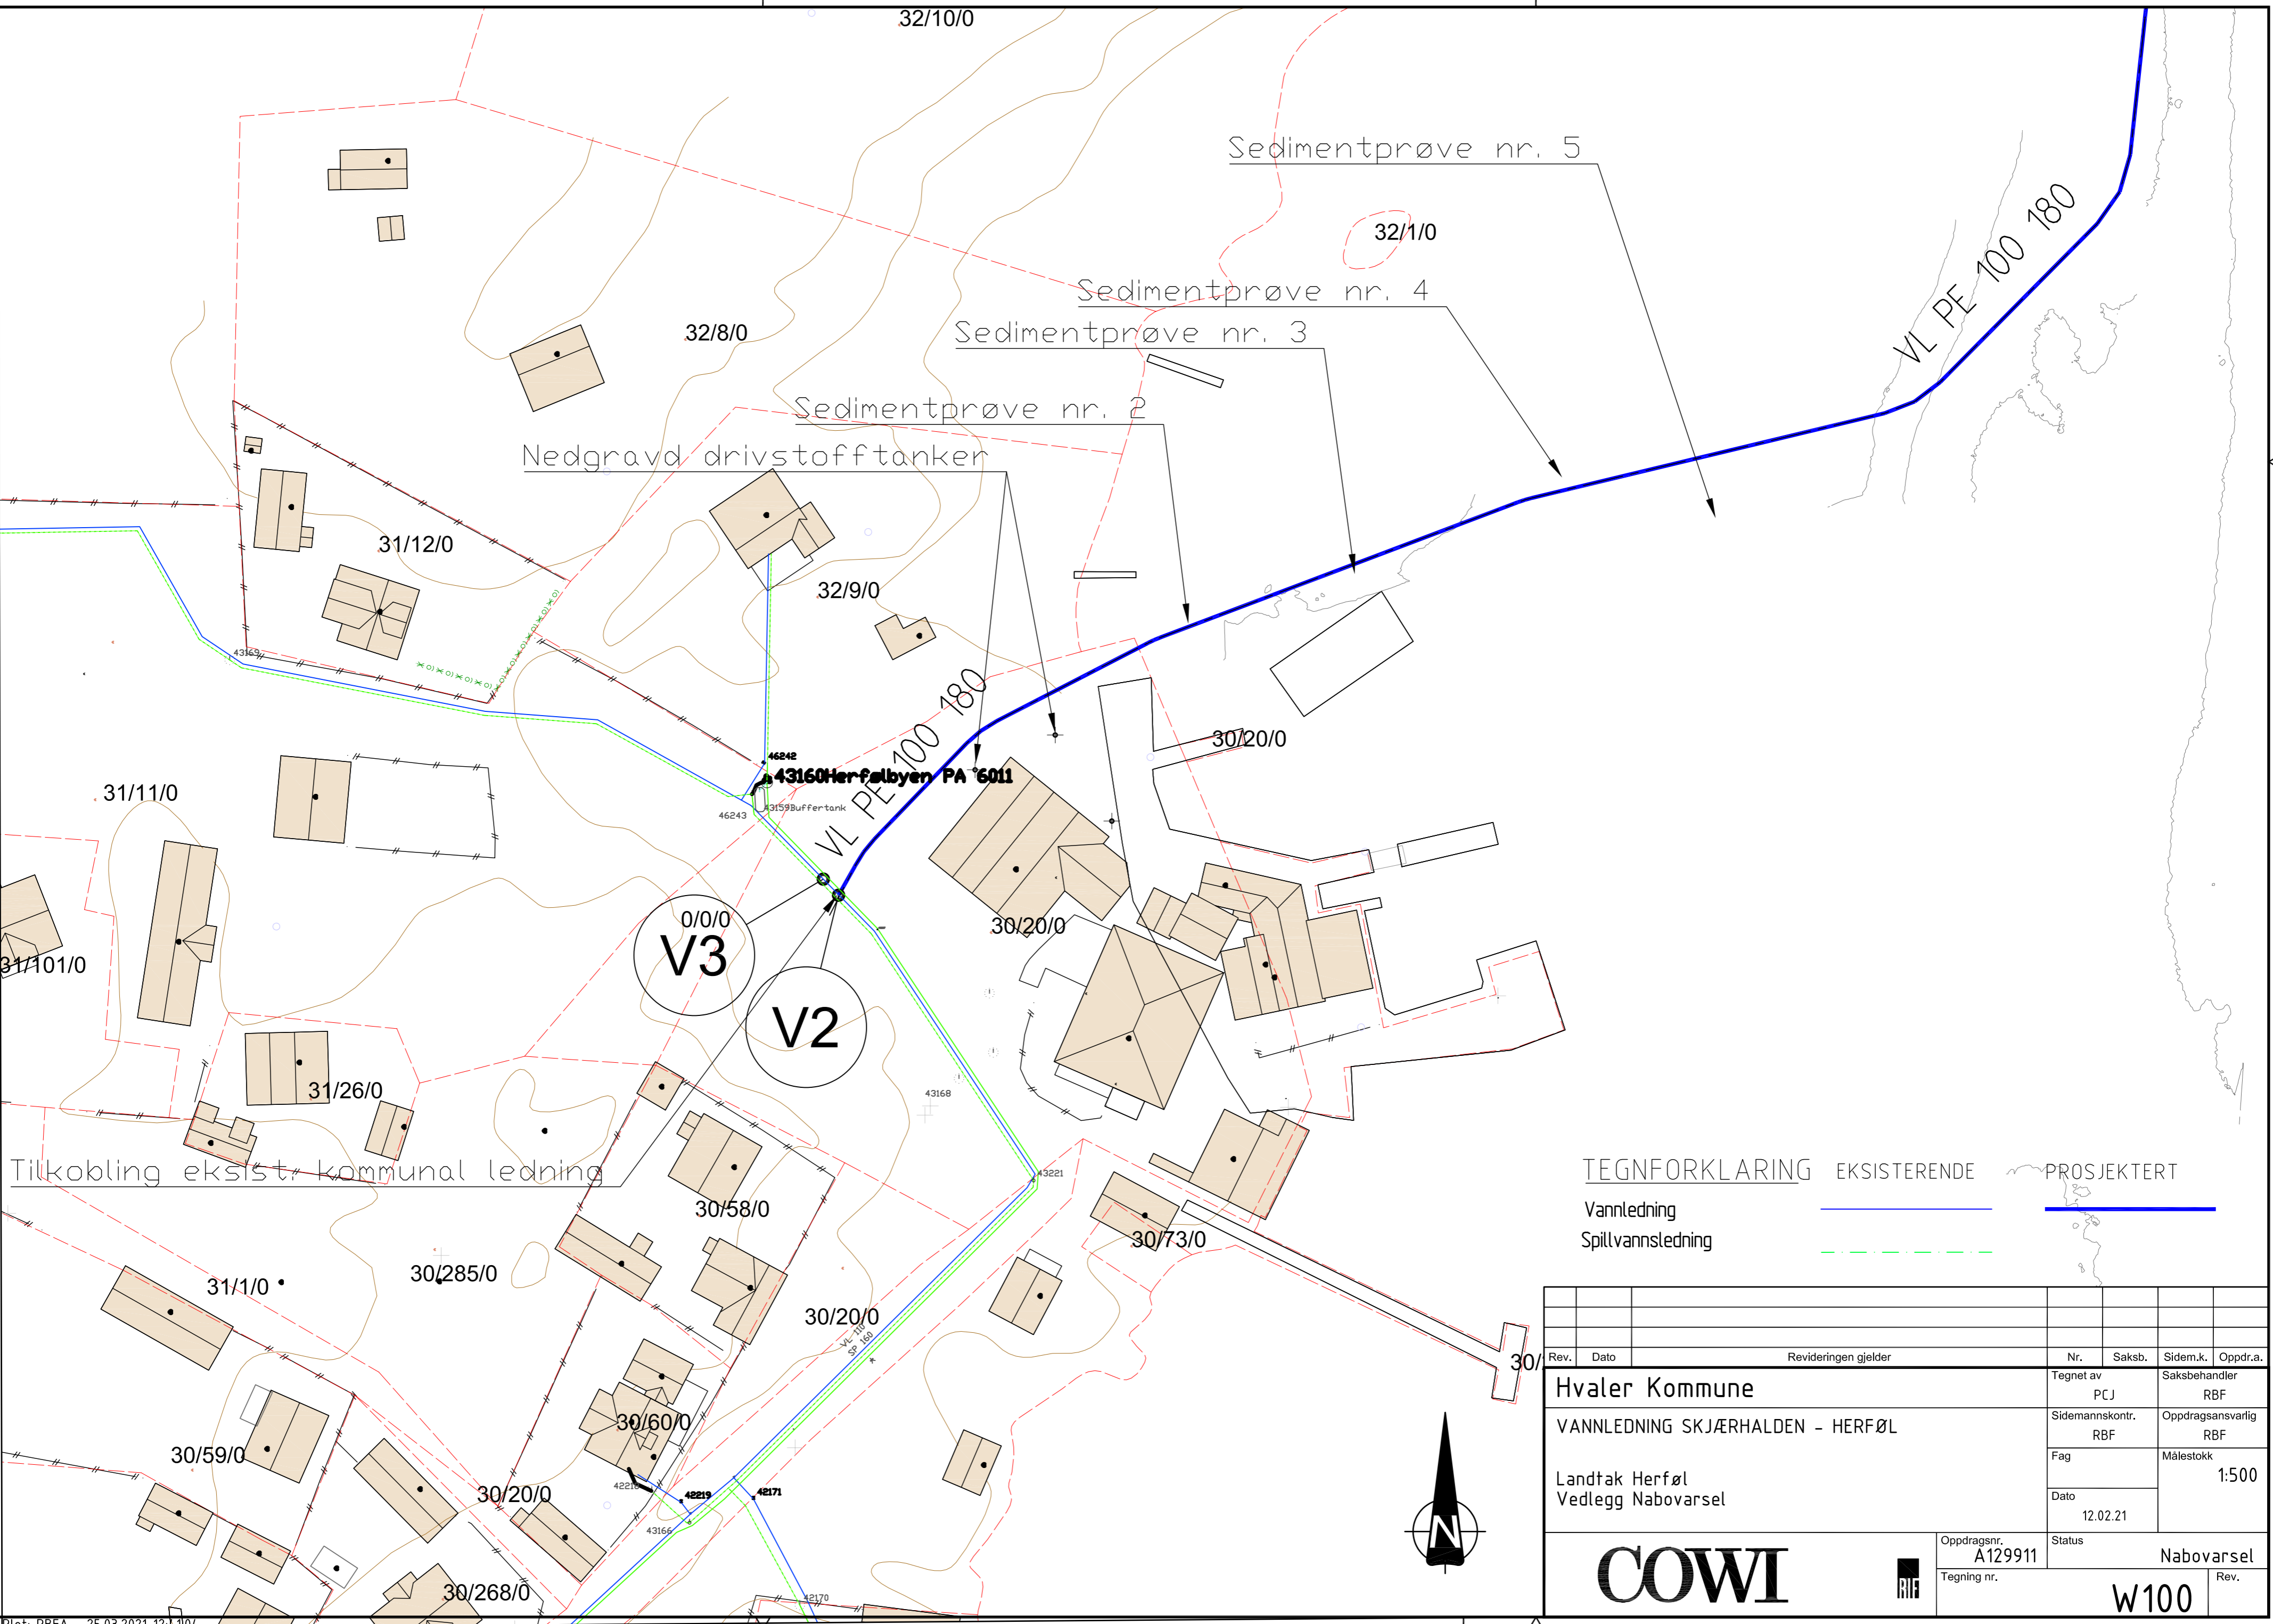 32/10/0
Sedimentprøve nr. 5
32/1/0
VL PE 100 180
Sedimentprøve nr. 4
32/8/0
Sedimentprøve nr. 3
Sedimentprøve nr. 2
Nedgravd drivstofftanker
31/12/0
32/9/0
43169
VL PE 100 180
30/20/0
46242
43160Herfølbyen PA 6011
31/11/0
43159Buffertank
46243
0/0/0
V3
30/20/0
31/101/0
V2
31/26/0
43168
Tilkobling eksist. kommunal ledning
43221
30/58/0
30/73/0
31/1/0
30/285/0
30/20/0
VL 110
SP 160
30/60/0
30/59/0
30/20/0
42219
42171
43166
30/268/0
42170
30/
TEGNFORKLARING EKSISTERENDE PROSJEKTERT
Vannledning
Spillvannsledning
Rev. Dato Revideringen gjelder Nr. Saksb. Sidem.k. Oppdr.a.
Hvaler Kommune
Tegnet av
PCJ
Saksbehandler
RBF
VANNLEDNING SKJÆRHALDEN - HERFØL
Sidemannskontr.
RBF
Oppdragsansvarlig
RBF
Landtak Herføl
Vedlegg Nabovarsel
Fag
Målestokk
1:500
Dato
12.02.21
COWI
RIF
Oppdragsnr.
A129911
Status
Nabovarsel
Tegning nr.
W100
Rev.
N